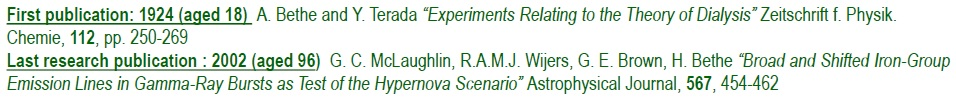 First publication: 1924 (aged 18) A. Bethe and Y. Terada “Experiments Relating to the Theory of Dialysis” Zeitschrift f. Physik.
Chemie, 112, pp. 250-269
Last research publication : 2002 (aged 96) G. C. McLaughlin, R.A.M.J. Wijers, G. E. Brown, H. Bethe “Broad and Shifted Iron-Group
Emission Lines in Gamma-Ray Bursts as Test of the Hypernova Scenario” Astrophysical Journal, 567, 454-462